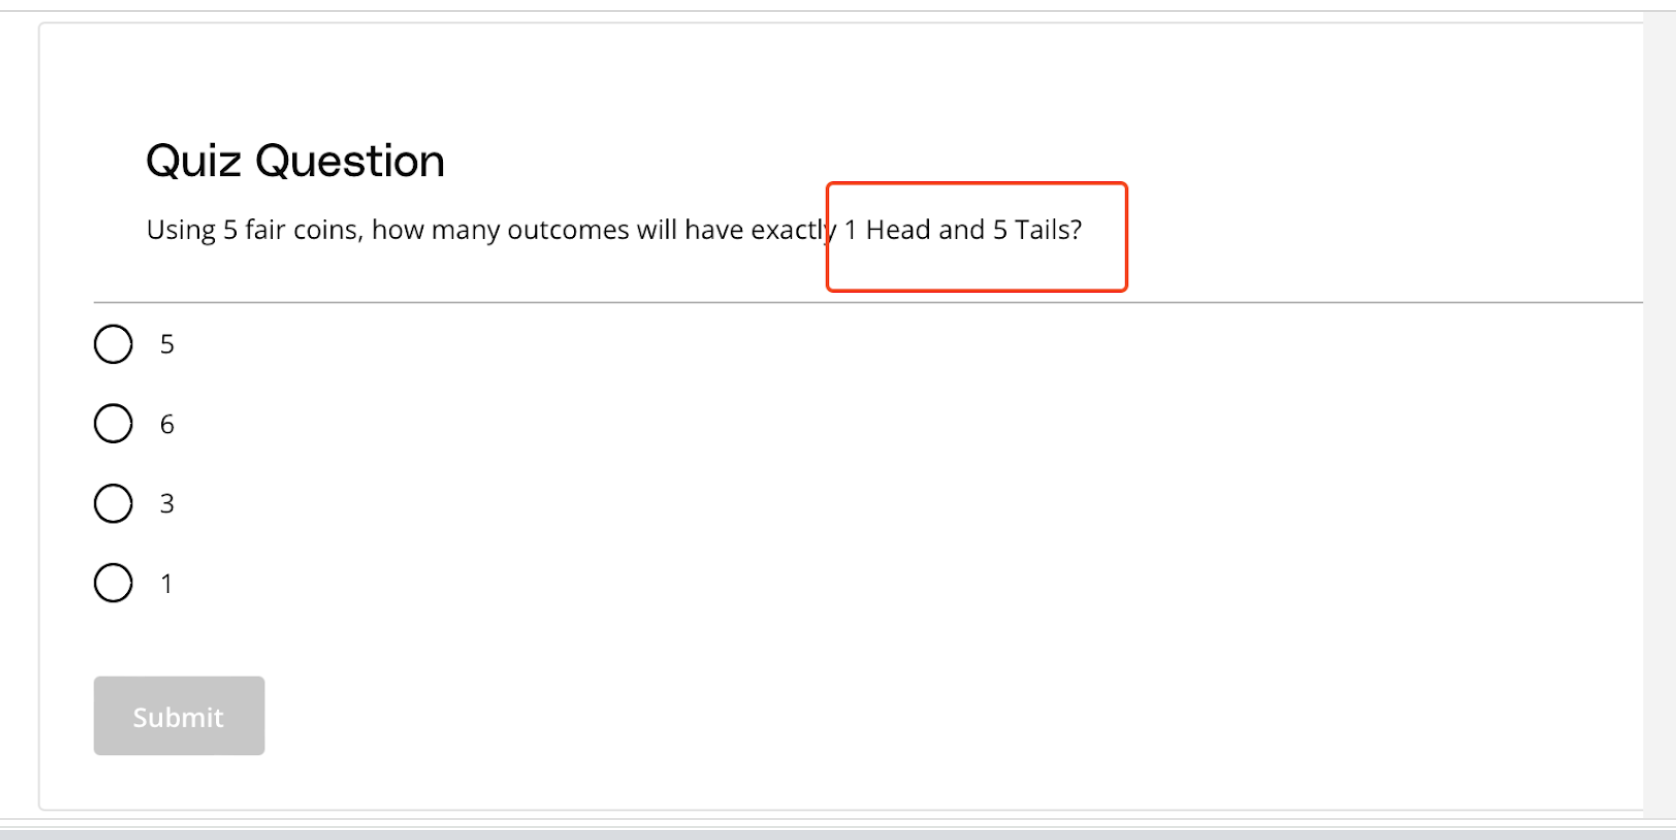 Quiz Question
Using 5 fair coins, how many outcomes will have exactly 1 Head and 5 Tails?
5
6
3
1
Submit